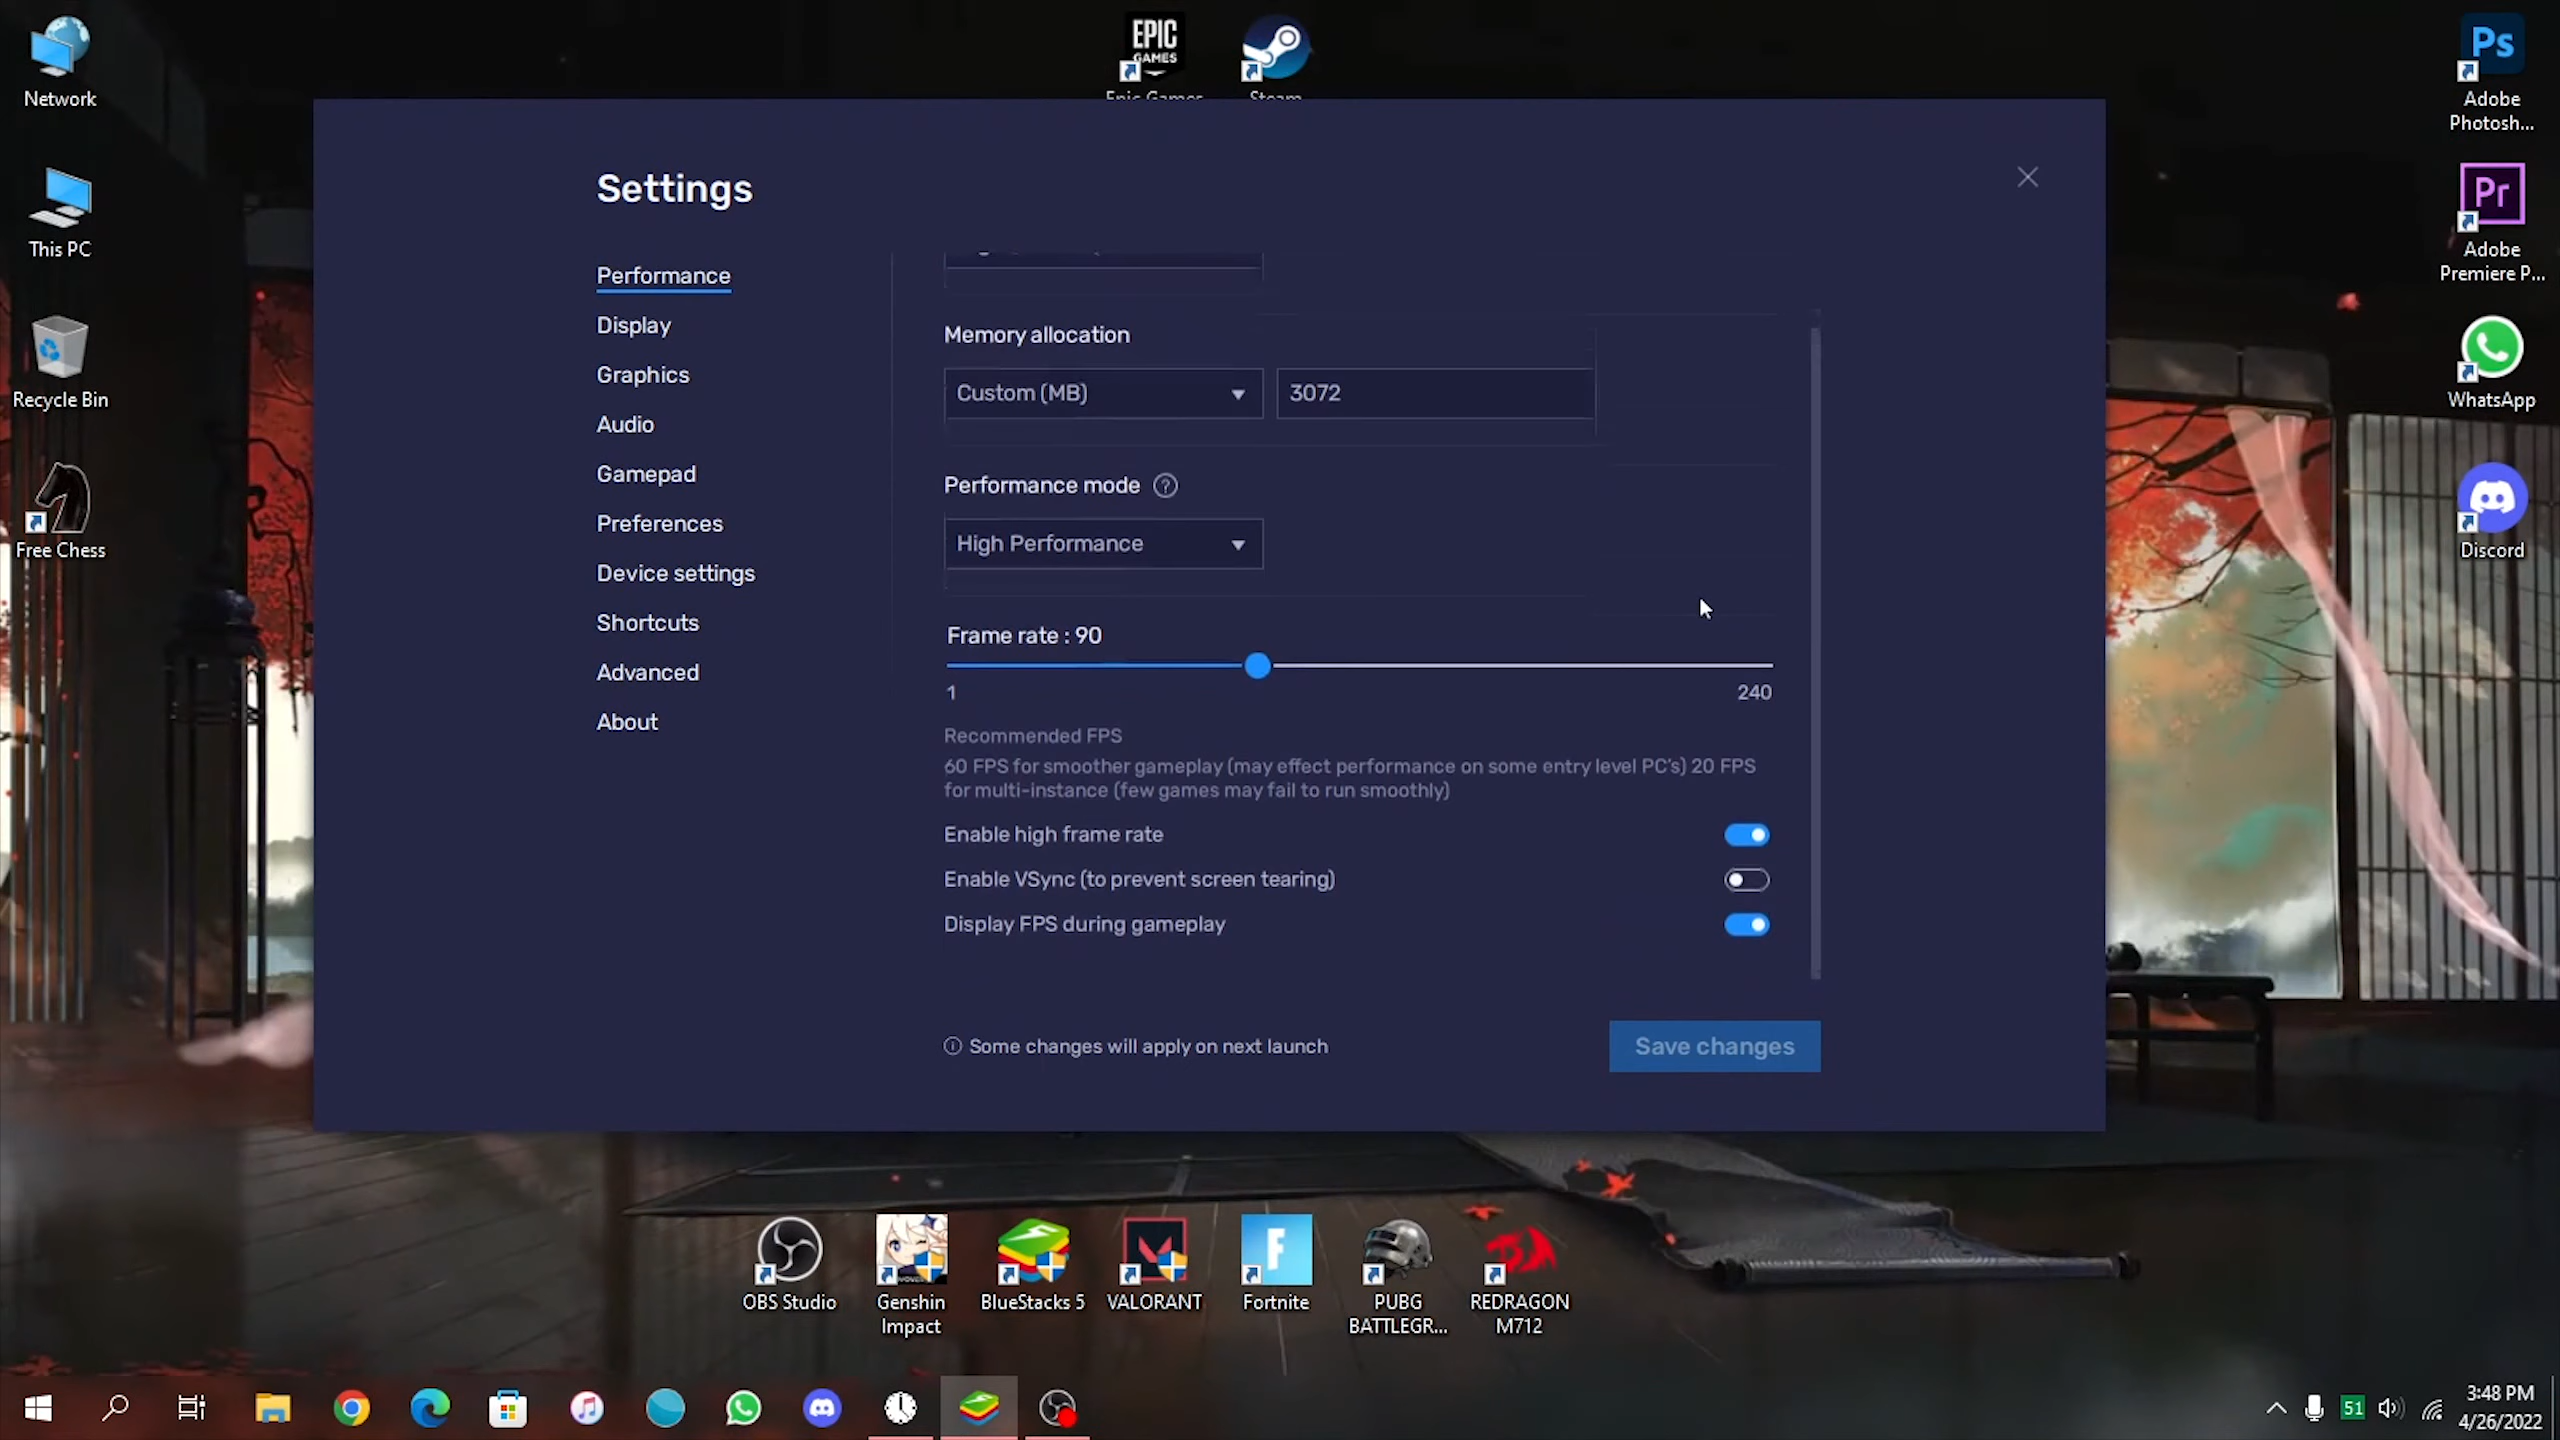 EPIC
GAMES
Epic Games
Steam
Network
This PC
Recycle Bin
Free Chess
Ps
Adobe
Photosh...
Pr
Adobe
Premiere P...
WhatsApp
Discord
Settings
Performance
Display
Graphics
Audio
Gamepad
Preferences
Device settings
Shortcuts
Advanced
About
Memory allocation
Custom (MB)
3072
Performance mode ?
High Performance
Frame rate : 90
1
240
Recommended FPS
60 FPS for smoother gameplay (may effect performance on some entry level PC's) 20 FPS
for multi-instance (few games may fail to run smoothly)
Enable high frame rate
Enable VSync (to prevent screen tearing)
Display FPS during gameplay
Some changes will apply on next launch
Save changes
OBS Studio
Genshin
Impact
BlueStacks 5
VALORANT
F
Fortnite
PUBG
BATTLEGR...
REDRAGON
M712
51
3:48 PM
4/26/2022